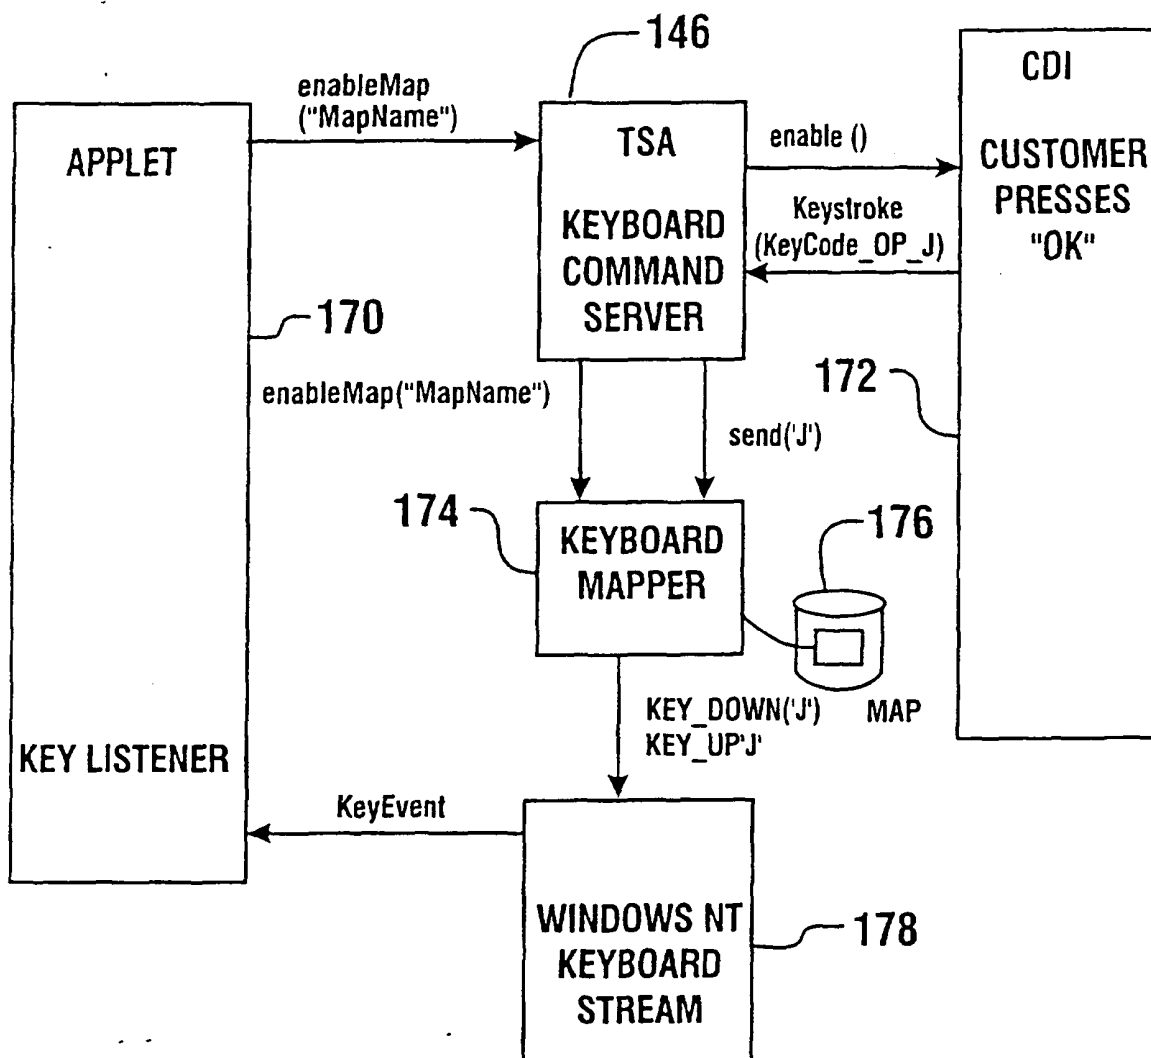 146
enableMap
("MapName")
APPLET
TSA
KEYBOARD
COMMAND
SERVER
enable ()
Keystroke
(KeyCode_OP_J)
CDI
CUSTOMER
PRESSES
"OK"
170
172
enableMap("MapName")
send('J')
174
KEYBOARD
MAPPER
176
MAP
KEY_DOWN('J')
KEY_UP'J'
KEY LISTENER
KeyEvent
WINDOWS NT
KEYBOARD
STREAM
178